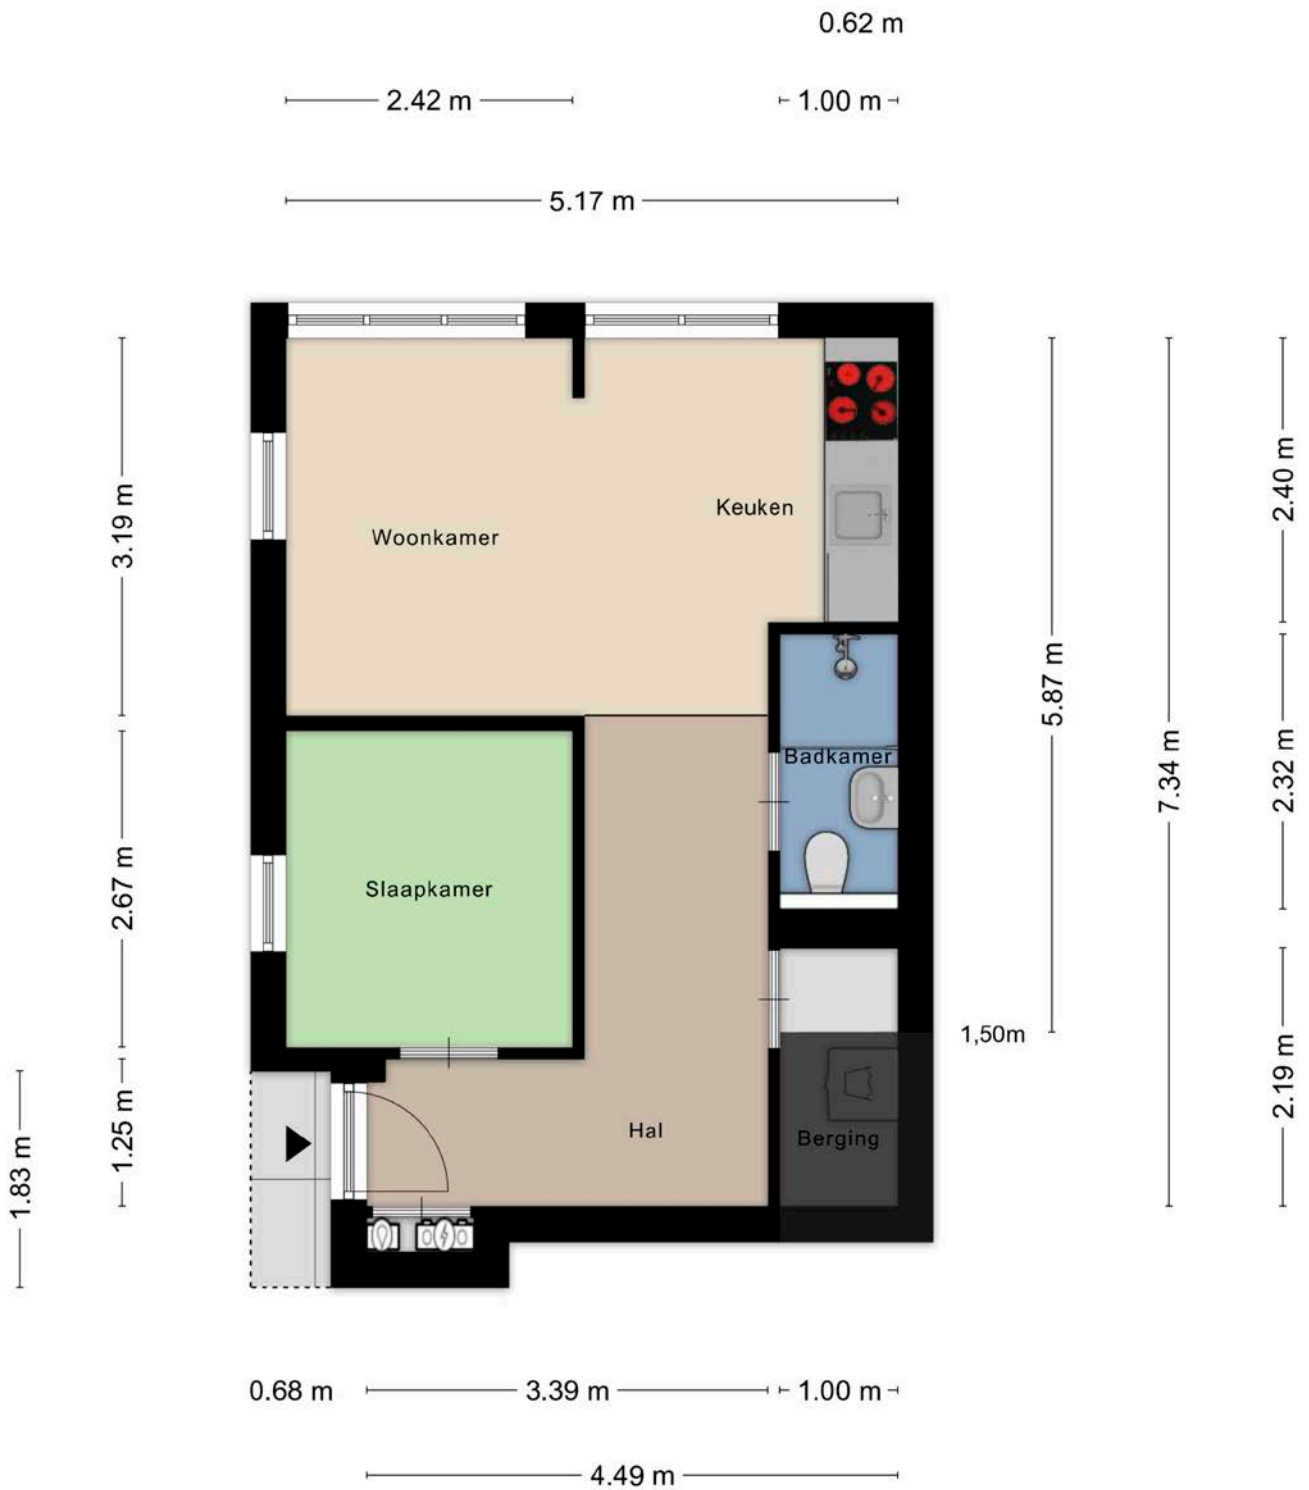 0.62 m
2.42 m
1.00 m
5.17 m
3.19 m
2.40 m
Keuken
Woonkamer
5.87 m
7.34 m
2.32 m
Badkamer
2.67 m
Slaapkamer
1,50m
2.19 m
1.25 m
1.83 m
Hal
Berging
0.68 m
3.39 m
1.00 m
4.49 m